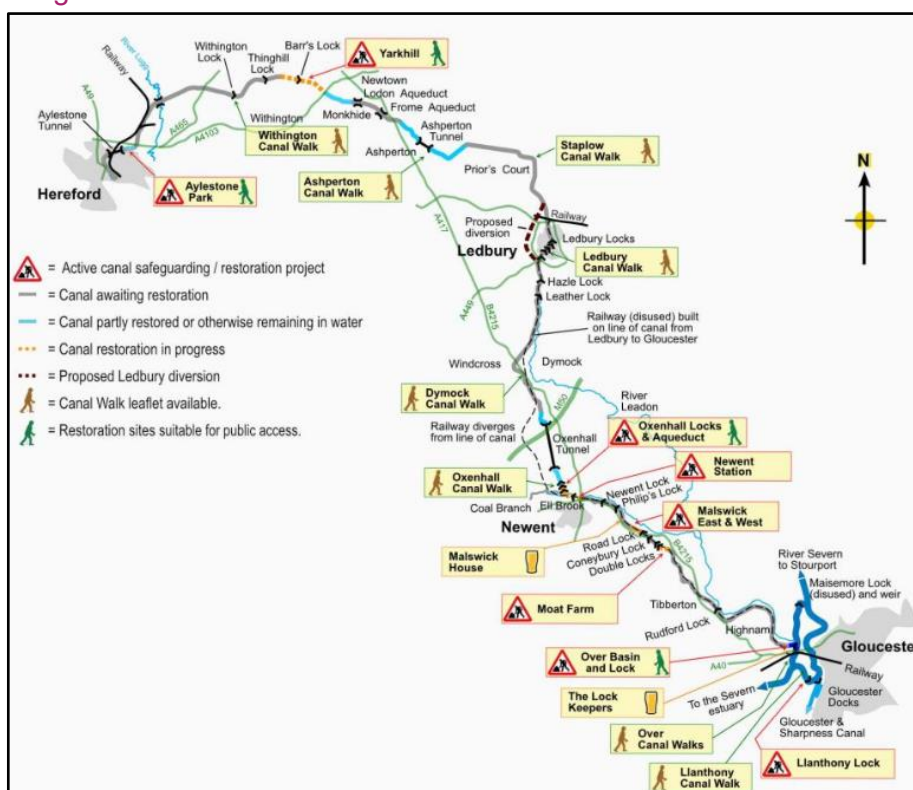 River Lugg
Railway
A49
Aylestone
Tunnel
Hereford
A465
A4103
Withington
Lock
Thinghill
Lock
Barr's Lock
Yarkhill
Withington
Withington
Canal Walk
Aylestone
Park
Newtown
Lodon Aqueduct
Frome Aqueduct
Monkhide
Ashperton
Tunnel
Ashperton
Ashperton
Canal Walk
Prior's Court
Staplow
Canal Walk
N
Proposed
diversion
Railway
Ledbury
Ledbury Locks
Ledbury
Canal Walk
Hazle Lock
Leather Lock
A417
A449
B4215
= Active canal safeguarding / restoration project
= Canal awaiting restoration
= Canal partly restored or otherwise remaining in water
= Canal restoration in progress
= Proposed Ledbury diversion
= Canal Walk leaflet available.
= Restoration sites suitable for public access.
Railway (disused) built
on line of canal from
Ledbury to Gloucester
Windcross
Dymock
Dymock
Canal Walk
M50
River
Leadon
Railway diverges
from line of canal
Oxenhall
Tunnel
Oxenhall Locks
& Aqueduct
Newent
Station
Oxenhall
Canal Walk
Coal Branch
Ell Brook
Newent
Newent Lock
Philip's Lock
Malswick
East & West
Malswick
House
Road Lock
Coneybury Lock
Double Locks
B4215
Moat Farm
River Severn
to Stourport
Maisemore Lock
(disused) and weir
Tibberton
Rudford Lock
Highnam
Gloucester
Over Basin
and Lock
A40
Railway
The Lock
Keepers
To the Severn
estuary
Gloucester
Docks
Gloucester &
Sharpness Canal
Over
Canal Walks
Llanthony
Canal Walk
Llanthony Lock